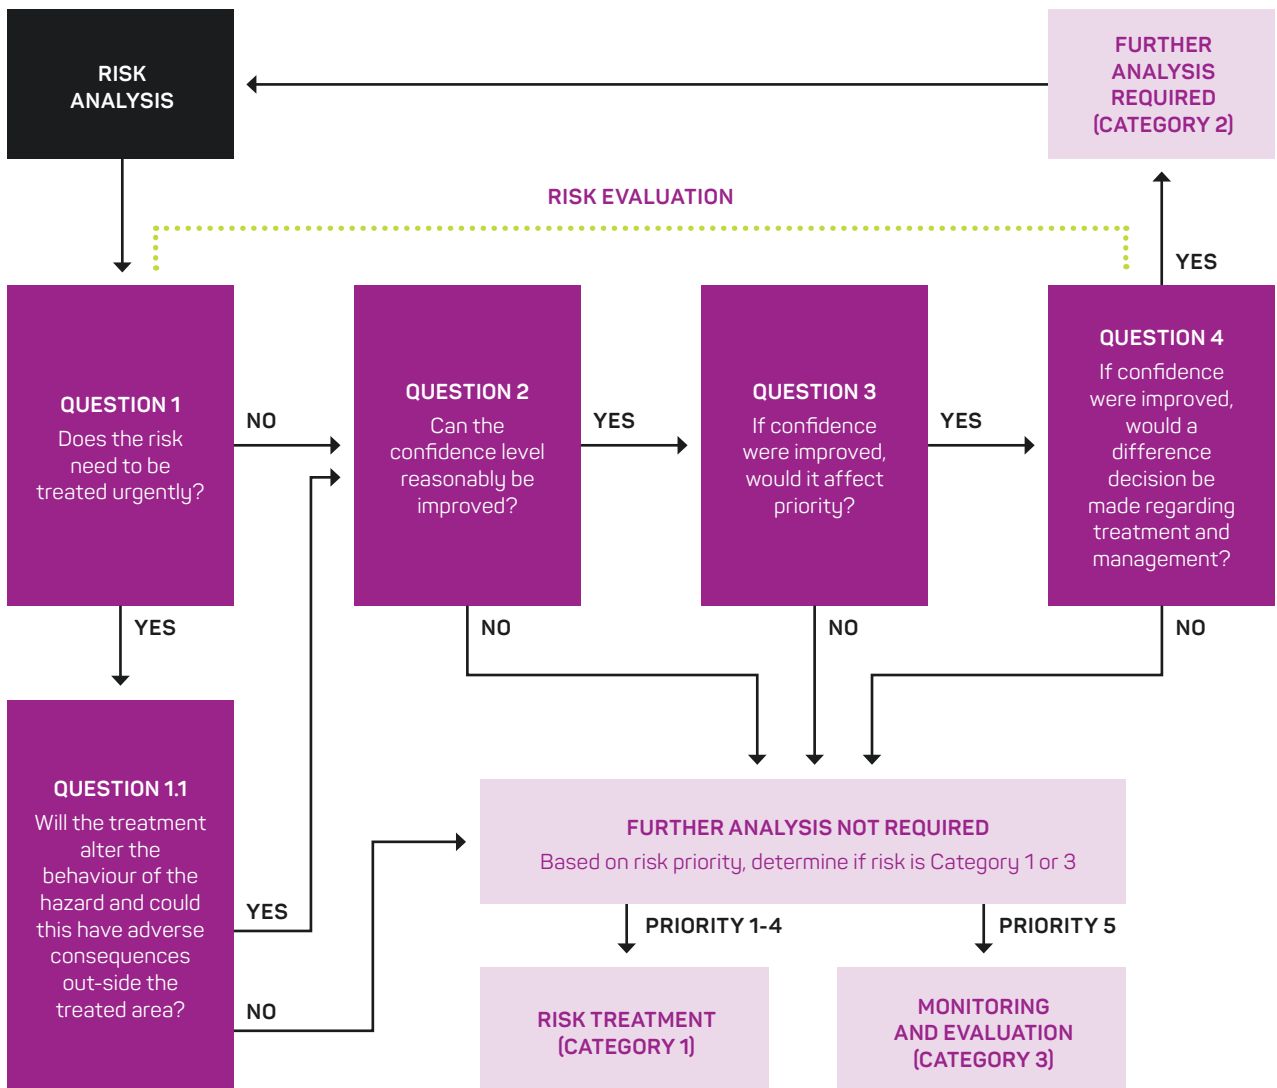 RISK
ANALYSIS
FURTHER
ANALYSIS
REQUIRED
(CATEGORY 2)
RISK EVALUATION
YES
QUESTION 1
Does the risk
need to be
treated urgently?
NO
QUESTION 2
Can the
confidence level
reasonably be
improved?
YES
QUESTION 3
If confidence
were improved,
would it affect
priority?
YES
QUESTION 4
If confidence
were improved,
would a
difference
decision be
made regarding
treatment and
management?
YES
NO
NO
NO
QUESTION 1.1
Will the treatment
alter the
behaviour of the
hazard and could
this have adverse
consequences
out-side the
treated area?
YES
NO
FURTHER ANALYSIS NOT REQUIRED
Based on risk priority, determine if risk is Category 1 or 3
PRIORITY 1-4
PRIORITY 5
RISK TREATMENT
(CATEGORY 1)
MONITORING
AND EVALUATION
(CATEGORY 3)